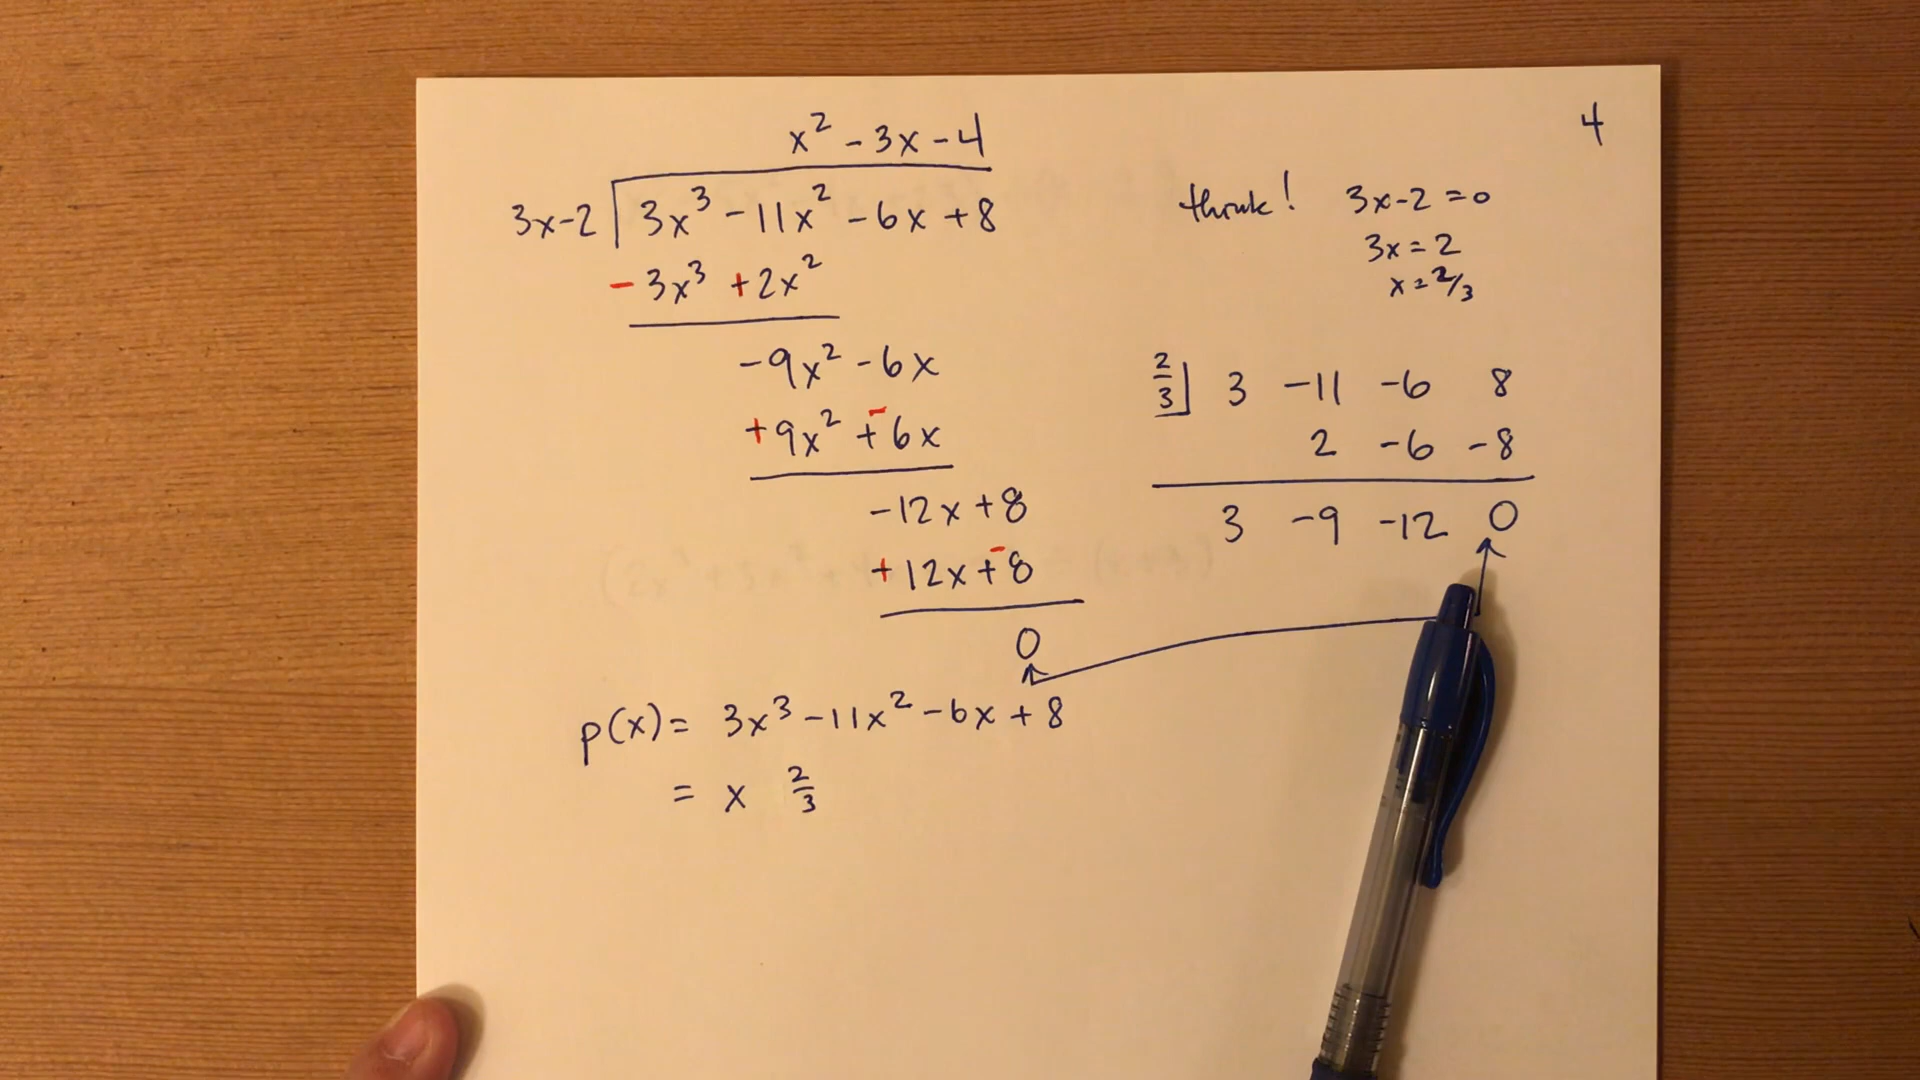 4
x² - 3x - 4
3x-2 | 3x³ - 11x² - 6x + 8
- 3x³ + 2x²
-9x² - 6x
+ 9x² + - 6x
-12x + 8
+ 12x + - 8
0
p(x) = 3x³ - 11x² - 6x + 8
= x 2/3
think! 3x-2 = 0
3x = 2
x = 2/3
2/3 | 3 -11 -6 8
2 -6 -8
3 -9 -12 0